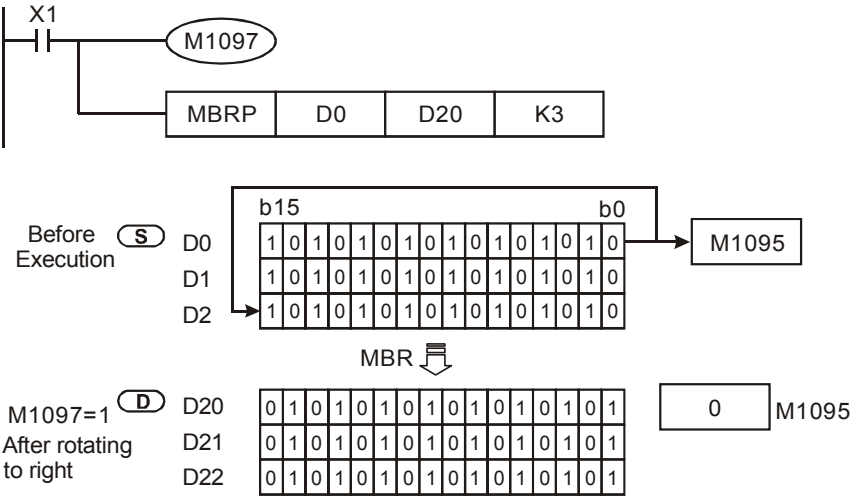 X1
M1097
MBRP D0 D20 K3
b15 b0
Before Execution S D0 1 0 1 0 1 0 1 0 1 0 1 0 1 0 1 0 M1095
D1 1 0 1 0 1 0 1 0 1 0 1 0 1 0 1 0
D2 1 0 1 0 1 0 1 0 1 0 1 0 1 0 1 0
MBR
M1097=1 D D20 0 1 0 1 0 1 0 1 0 1 0 1 0 1 0 1 0 M1095
After rotating D21 0 1 0 1 0 1 0 1 0 1 0 1 0 1 0 1
to right D22 0 1 0 1 0 1 0 1 0 1 0 1 0 1 0 1